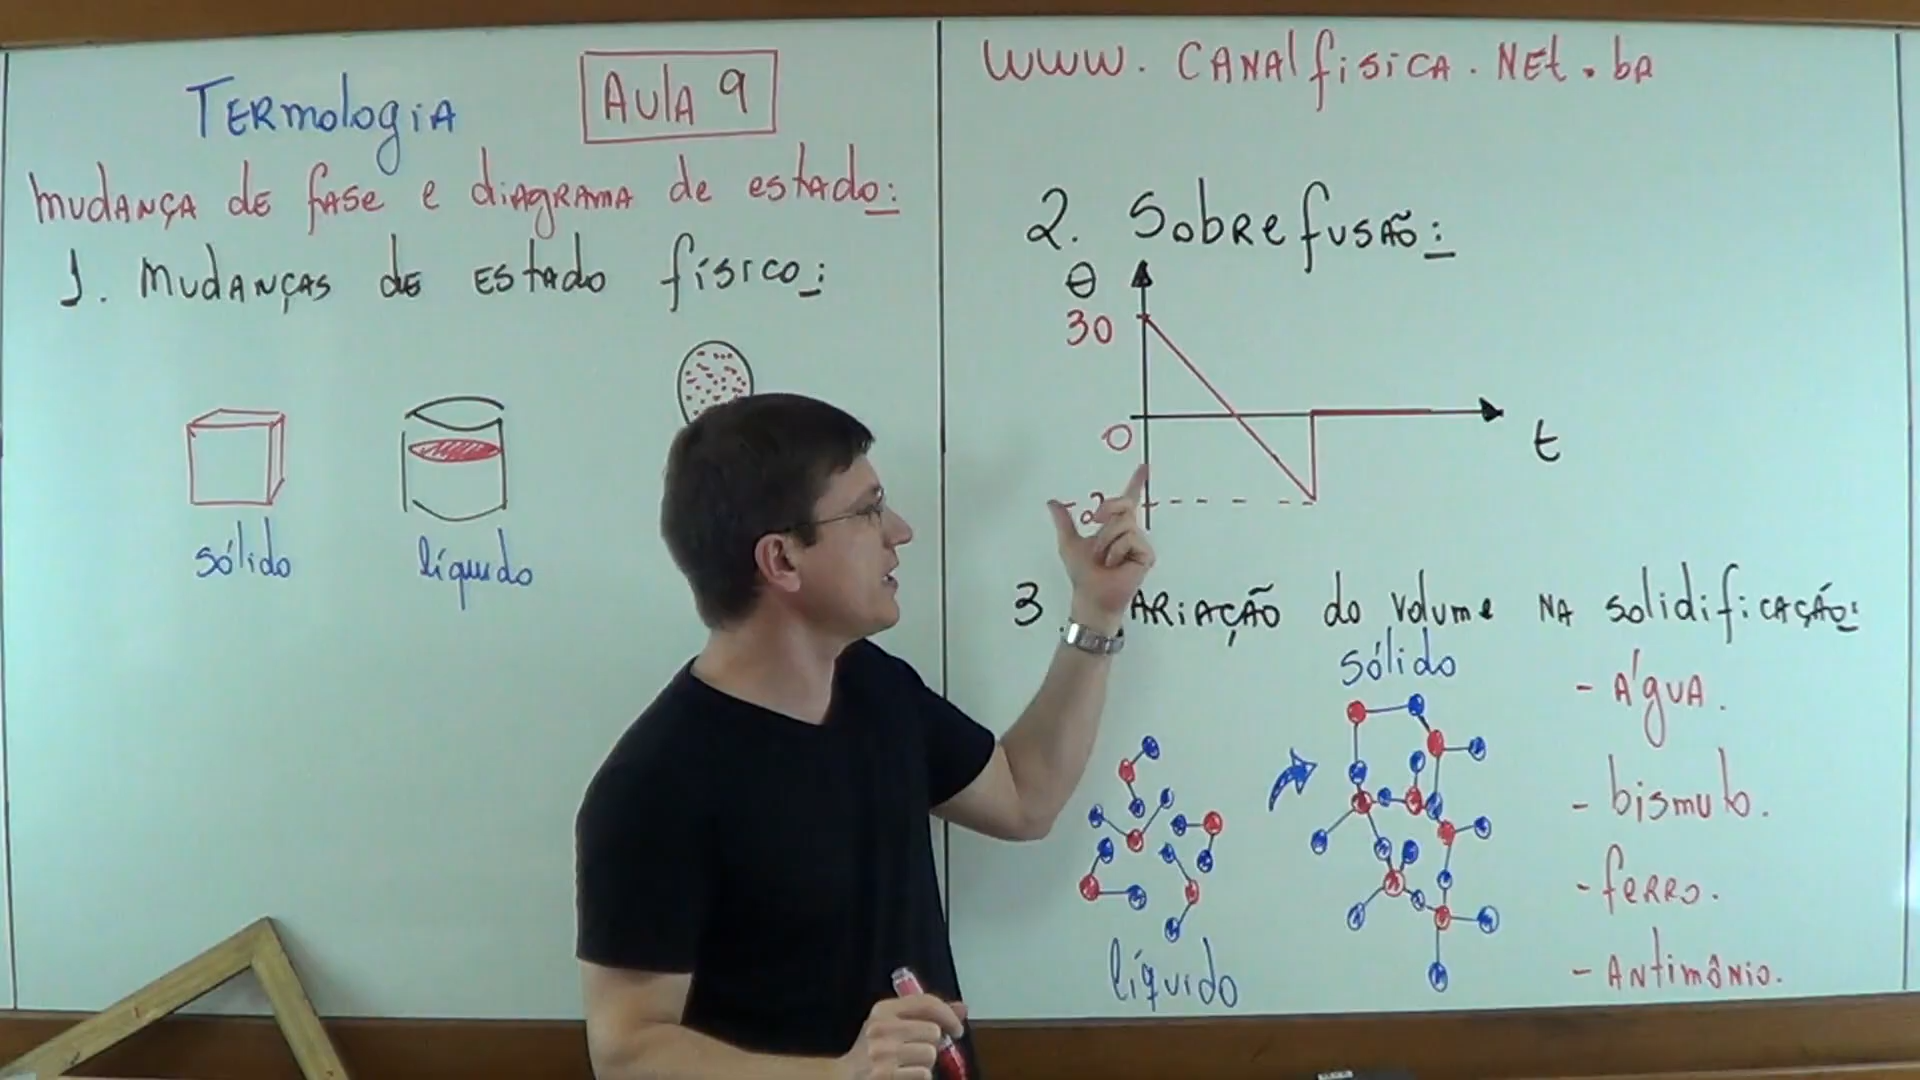 Termologia
Aula 9
mudança de fase e diagrama de estado:
1. mudanças de estado físico:
sólido
líquido
www.canalfisica.net.br
2. Sobrefusão:
θ
30
0
-2
t
3 ariação do volume na solidificação:
sólido
líquido
- água.
- bismuto.
- ferro.
- antimônio.